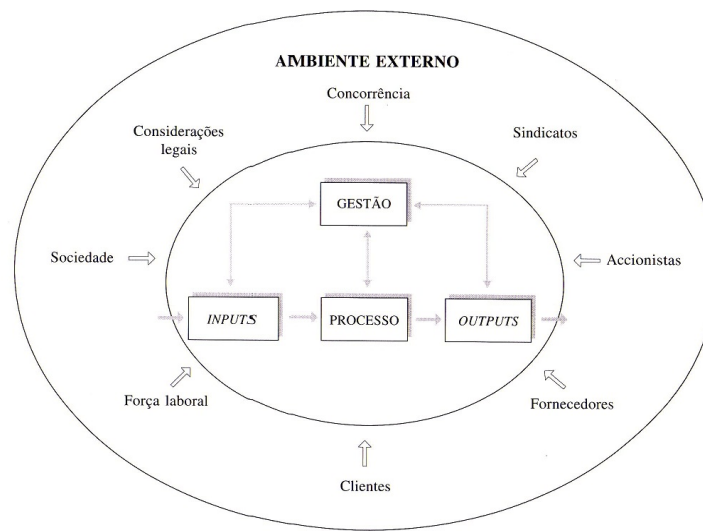 AMBIENTE EXTERNO
Concorrência
Considerações
legais
Sindicatos
GESTÃO
Sociedade
Accionistas
INPUTS
PROCESSO
OUTPUTS
Força laboral
Fornecedores
Clientes